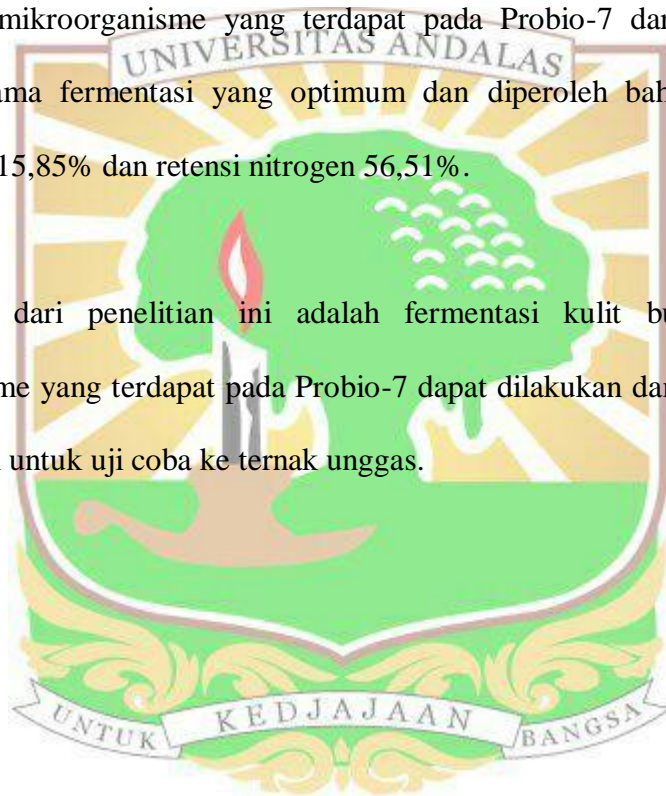 mikroorganisme yang terdapat pada Probio-7 dan
UNIVERSITAS ANDALAS
ama fermentasi yang optimum dan diperoleh bah
15,85% dan retensi nitrogen 56,51%.
dari penelitian ini adalah fermentasi kulit bu
me yang terdapat pada Probio-7 dapat dilakukan dan
untuk uji coba ke ternak unggas.
UNTUK KEDJAJAAN BANGSA